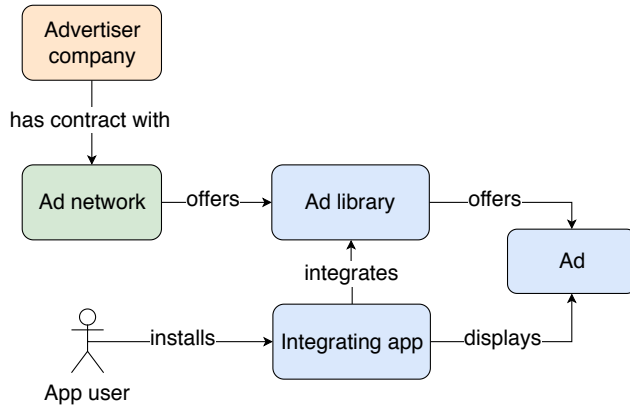 Advertiser
company
has contract with
Ad network
offers
Ad library
offers
Ad
integrates
App user
installs
Integrating app
displays